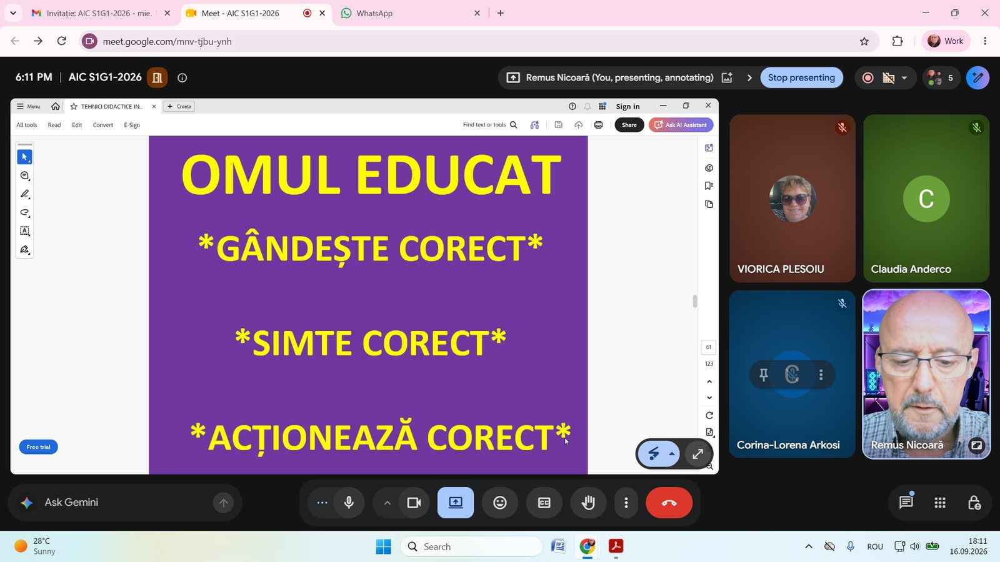 Invitație: AIC S1G1-2026 - mie.
Meet - AIC S1G1-2026
WhatsApp
meet.google.com/mnv-tjbu-ynh
Work
6:11 PM | AIC S1G1-2026
Remus Nicoară (You, presenting, annotating)
Stop presenting
5
Menu
TEHNICI DIDACTICE IN...
+ Create
Sign in
All tools
Read
Edit
Convert
E-Sign
Find text or tools
Share
Ask AI Assistant
OMUL EDUCAT
*GÂNDEȘTE CORECT*
*SIMTE CORECT*
*ACȚIONEAZĂ CORECT*
61
123
Free trial
VIORICA PLESOIU
C
Claudia Anderco
Corina-Lorena Arkosi
Remus Nicoară
Ask Gemini
28°C
Sunny
Search
ROU
18:11
16.09.2026